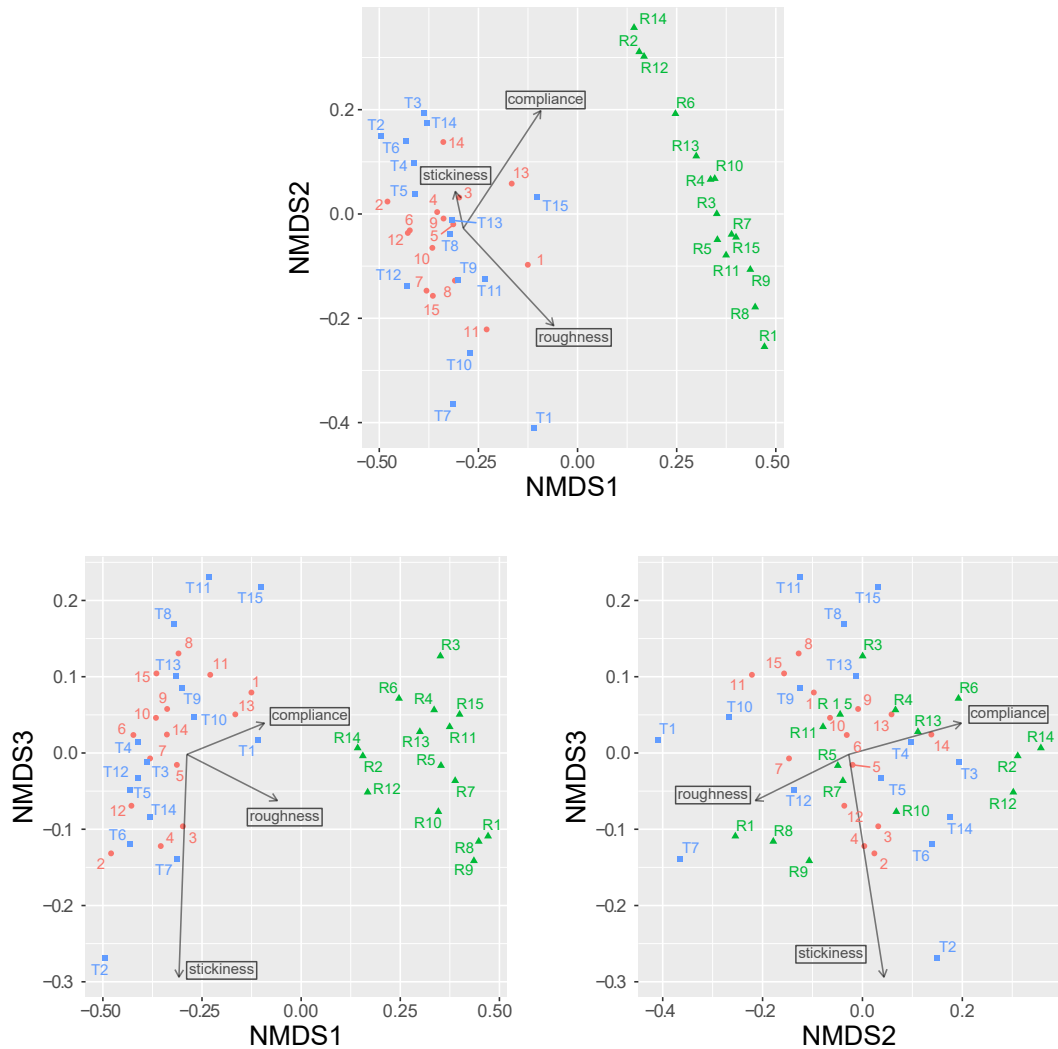 R14
R2
R12
compliance
0.2
T3
T14
R6
T2
T6
14
R13
T4
stickiness
13
R4
R10
T5
3
T15
2
4
R3
NMDS2
0.0
6
9
T13
R7
12
5
T8
R5
R15
10
1
R11
T12
T9
R9
7
8
T11
−0.2
15
R8
11
roughness
R1
T10
T7
T1
−0.4
−0.50
−0.25
0.00
0.25
0.50
NMDS1
T11
T15
0.2
T8
8
R3
15
T13
11
0.1
1
R6
R4
R15
9
T9
13
10
T10
compliance
6
14
R14
R13
R11
NMDS3
0.0
T4
7
T3
T1
R2
R5
T12
5
T5
R12
R7
T14
roughness
12
R10
R1
−0.1
T6
3
4
R8
2
T7
R9
−0.2
T2
stickiness
−0.3
−0.50
−0.25
0.00
0.25
0.50
NMDS1
T11
T15
0.2
T8
8
R3
15
T13
11
0.1
T9
1
9
R4
R6
R 1 5
T10
13
compliance
R11
10
R13
T1
14
R14
NMDS3
0.0
6
T4
7
R5
5
T3
R2
T5
roughness
T12
R7
R12
12
R10
T14
−0.1
R1
R8
3
4
T6
T7
R9
2
−0.2
T2
stickiness
−0.3
−0.4
−0.2
0.0
0.2
NMDS2